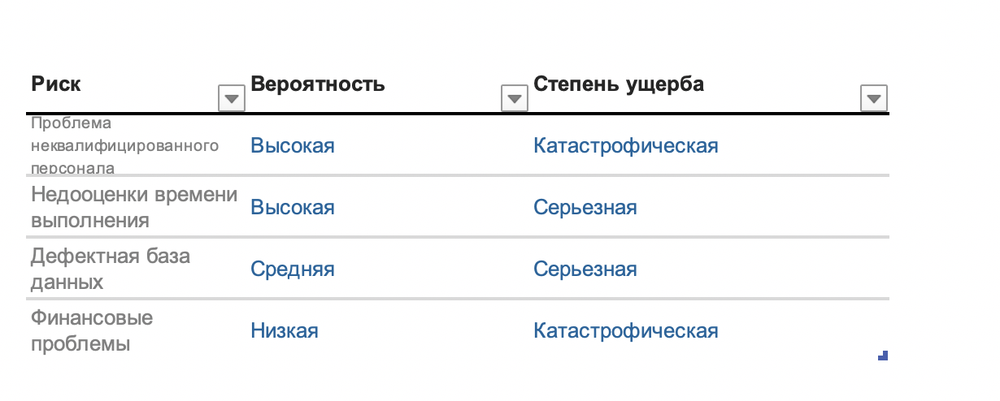 Риск Вероятность Степень ущерба
Проблема
неквалифицированного
персонала
Высокая Катастрофическая
Недооценки времени
выполнения
Высокая Серьезная
Дефектная база
данных
Средняя Серьезная
Финансовые
проблемы
Низкая Катастрофическая